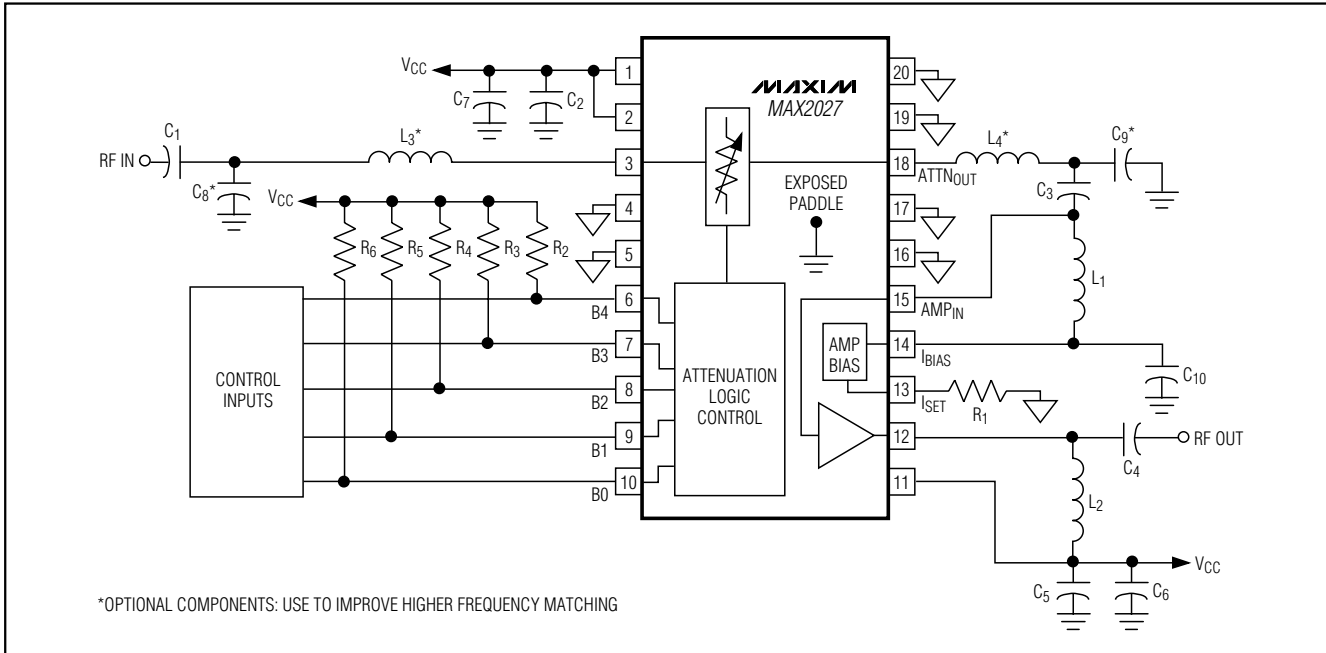 VCC
C7
C2
1
2
MAXIM
MAX2027
20
19
C1
RF IN
C8*
L3*
3
18
ATTNOUT
L4*
C9*
C3
VCC
EXPOSED
PADDLE
4
5
17
16
R6
R5
R4
R3
R2
L1
CONTROL
INPUTS
B4
6
B3
7
B2
8
B1
9
B0
10
ATTENUATION
LOGIC
CONTROL
AMP
BIAS
15
AMPIN
14
IBIAS
C10
13
ISET
R1
12
C4
RF OUT
11
L2
VCC
C5
C6
*OPTIONAL COMPONENTS: USE TO IMPROVE HIGHER FREQUENCY MATCHING